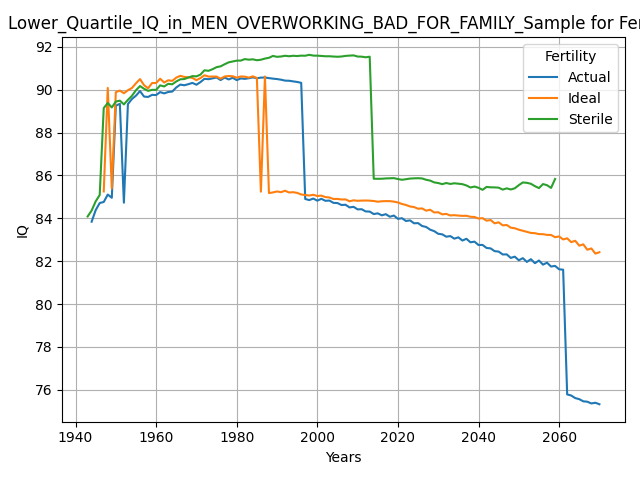 Lower_Quartile_IQ_in_MEN_OVERWORKING_BAD_FOR_FAMILY_Sample for Fer
Fertility
Actual
Ideal
Sterile
IQ
92
90
88
86
84
82
80
78
76
1940
1960
1980
2000
2020
2040
2060
Years